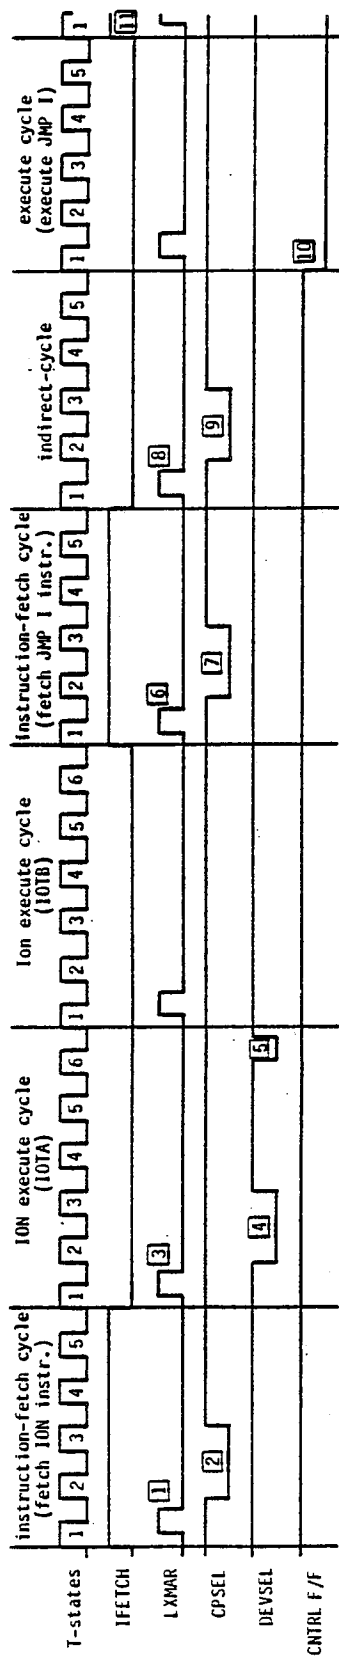 instruction-fetch cycle
(fetch ION instr.)
ION execute cycle
(IOTA)
Ion execute cycle
(IOTB)
instruction-fetch cycle
(fetch JMP I instr.)
indirect-cycle
execute cycle
(execute JMP I)
T-states 1 2 3 4 5 1 2 3 4 5 6 1 2 3 4 5 6 1 2 3 4 5 1 2 3 4 5 1 2 3 4 5 1
IFETCH 11
LXMAR 1 3 6 8
CPSEL 2 7 9
DEVSEL 4 5
CNTRL F/F 10